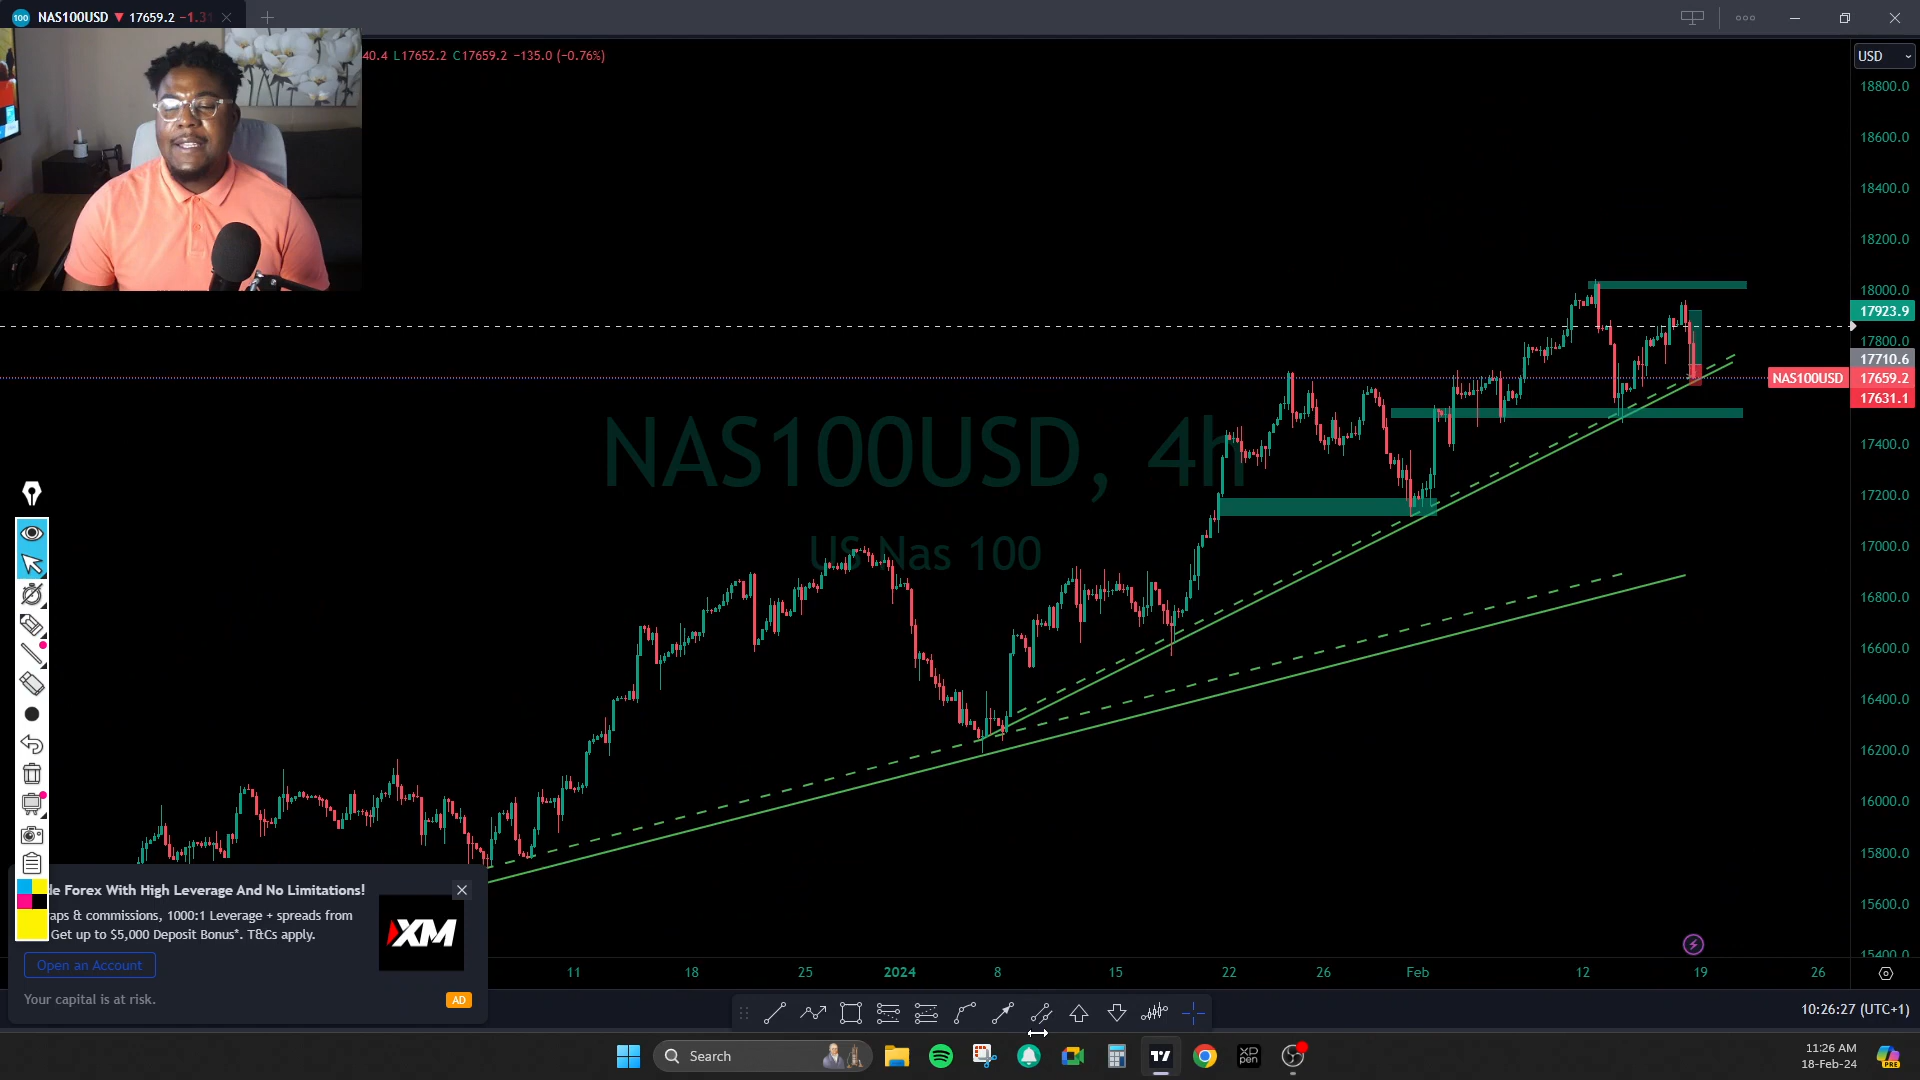 NAS100USD ▼ 17659.2 −1.31
40.4 L17652.2 C17659.2 −135.0 (−0.76%)
USD
18800.0
18600.0
18400.0
18200.0
18000.0
17923.9
17800.0
17710.6
NAS100USD 17659.2
17631.1
17400.0
17200.0
17000.0
16800.0
16600.0
16400.0
16200.0
16000.0
15800.0
15600.0
15400.0
NAS100USD, 4h
US Nas 100
de Forex With High Leverage And No Limitations!
aps & commissions, 1000:1 Leverage + spreads from
Get up to $5,000 Deposit Bonus*. T&Cs apply.
XM
Open an Account
Your capital is at risk.
AD
11 18 25 2024 8 15 22 26 Feb 12 19 26
10:26:27 (UTC+1)
Search
XP
pen
11:26 AM
18-Feb-24
PRE